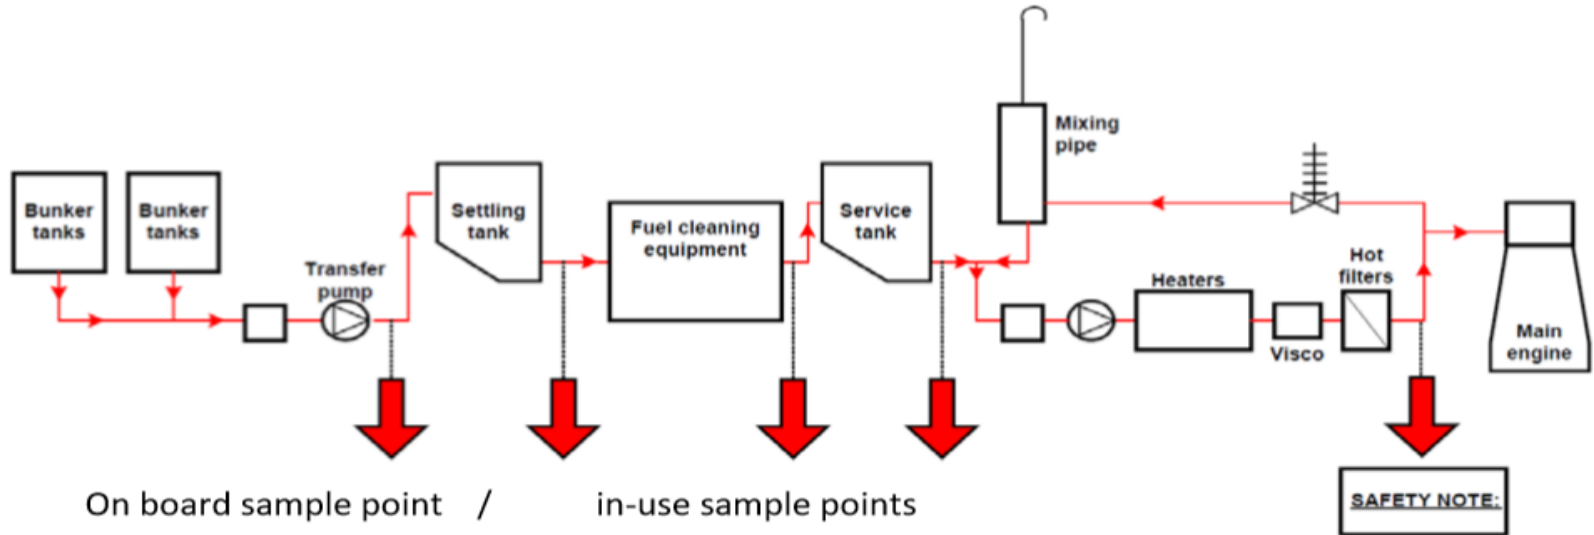 Mixing
pipe
Bunker
tanks
Bunker
tanks
Settling
tank
Fuel cleaning
equipment
Service
tank
Transfer
pump
Heaters
Hot
filters
Visco
Main
engine
On board sample point / in-use sample points
SAFETY NOTE: